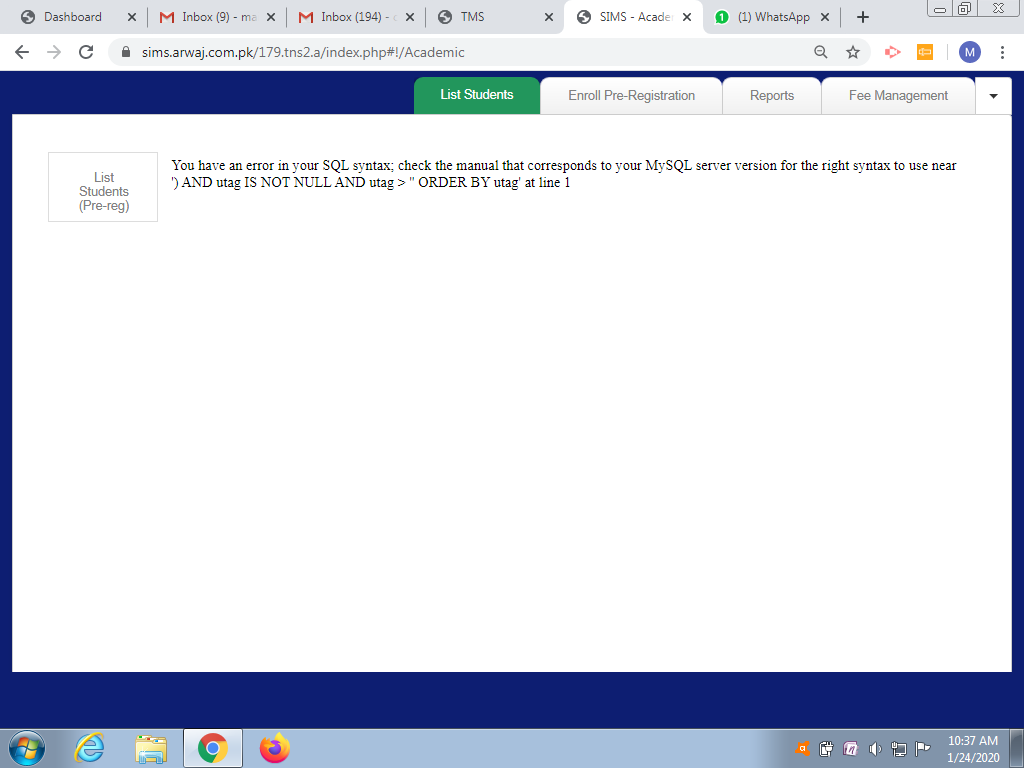 Dashboard
Inbox (9) - ma
Inbox (194) - c
TMS
SIMS - Acade
(1) WhatsApp
sims.arwaj.com.pk/179.tns2.a/index.php#!/Academic
M
List Students
Enroll Pre-Registration
Reports
Fee Management
List
Students
(Pre-reg)
You have an error in your SQL syntax; check the manual that corresponds to your MySQL server version for the right syntax to use near
') AND utag IS NOT NULL AND utag > '' ORDER BY utag' at line 1
10:37 AM
1/24/2020